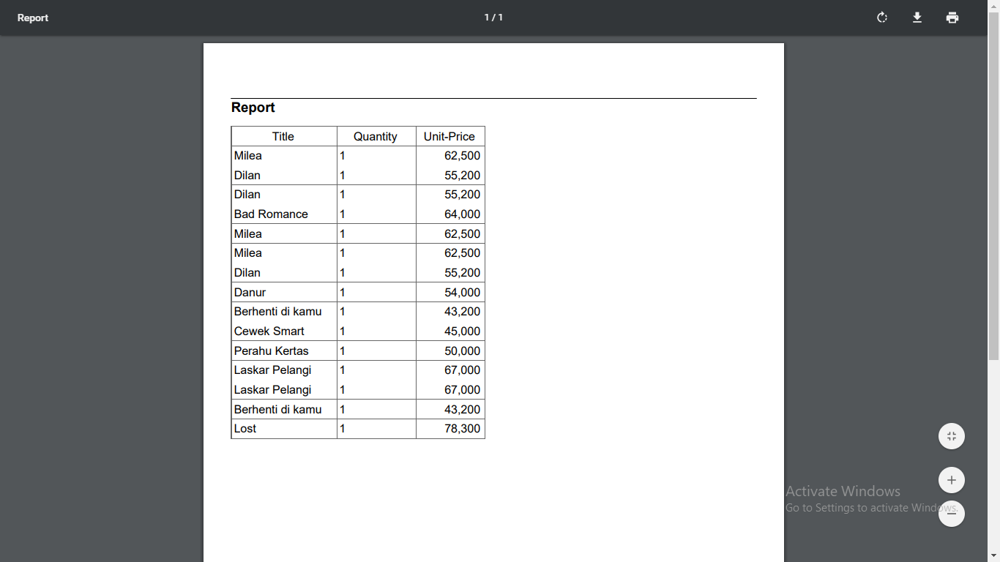 Report
1 / 1
Report
Title Quantity Unit-Price
Milea 1 62,500
Dilan 1 55,200
Dilan 1 55,200
Bad Romance 1 64,000
Milea 1 62,500
Milea 1 62,500
Dilan 1 55,200
Danur 1 54,000
Berhenti di kamu 1 43,200
Cewek Smart 1 45,000
Perahu Kertas 1 50,000
Laskar Pelangi 1 67,000
Laskar Pelangi 1 67,000
Berhenti di kamu 1 43,200
Lost 1 78,300
Activate Windows
Go to Settings to activate Windows.